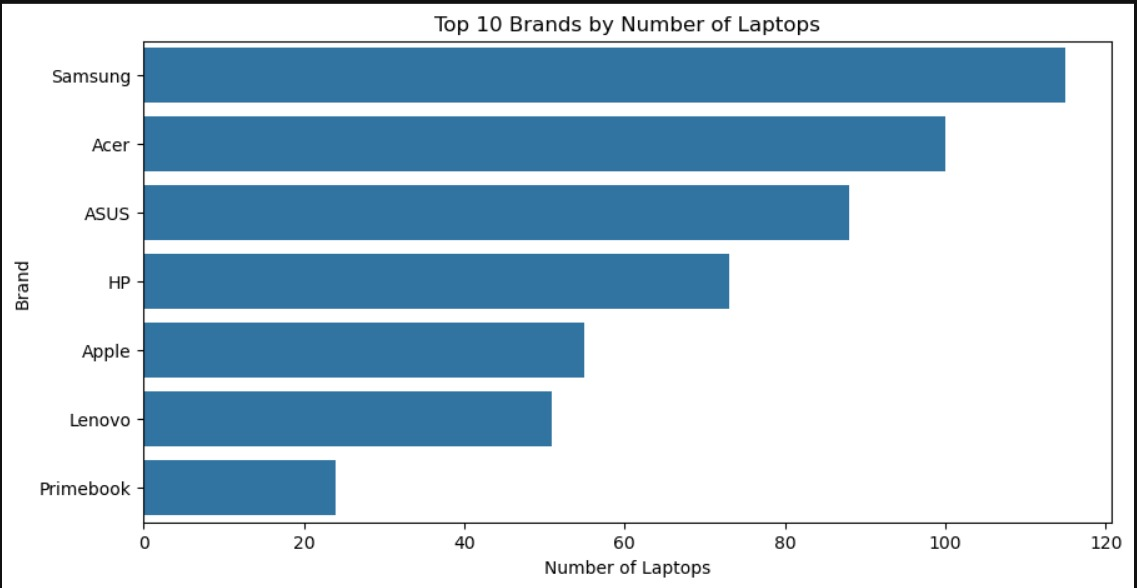 Top 10 Brands by Number of Laptops
Brand
Samsung
Acer
ASUS
HP
Apple
Lenovo
Primebook
0 20 40 60 80 100 120
Number of Laptops